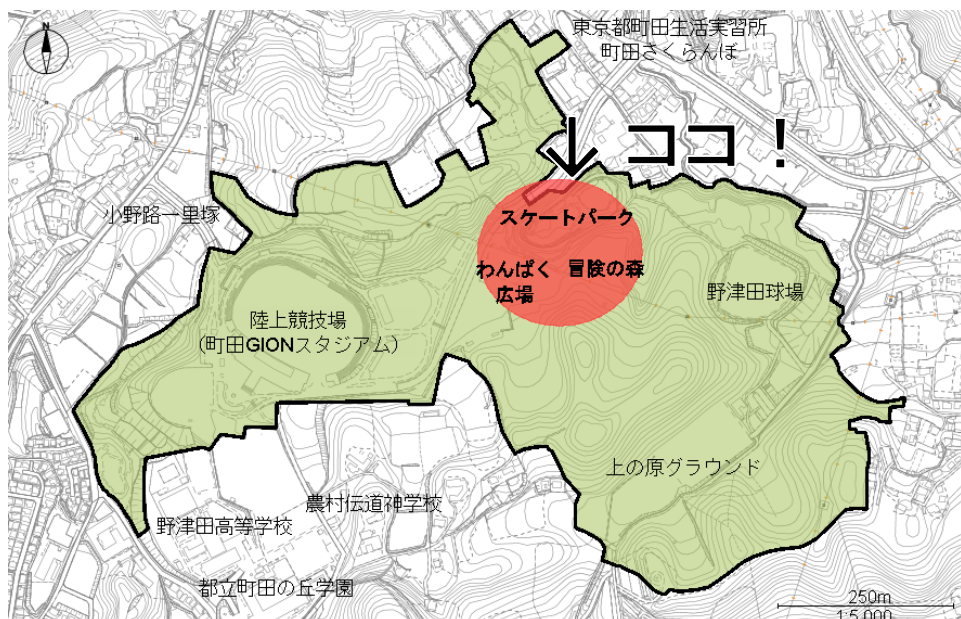 N
東京都町田生活実習所
町田さくらんぼ
ココ！
小野路一里塚
スケートパーク
わんぱく 冒険の森
広場
野津田球場
陸上競技場
（町田GIONスタジアム）
上の原グラウンド
農村伝道神学校
野津田高等学校
都立町田の丘学園
250m
1:5,000